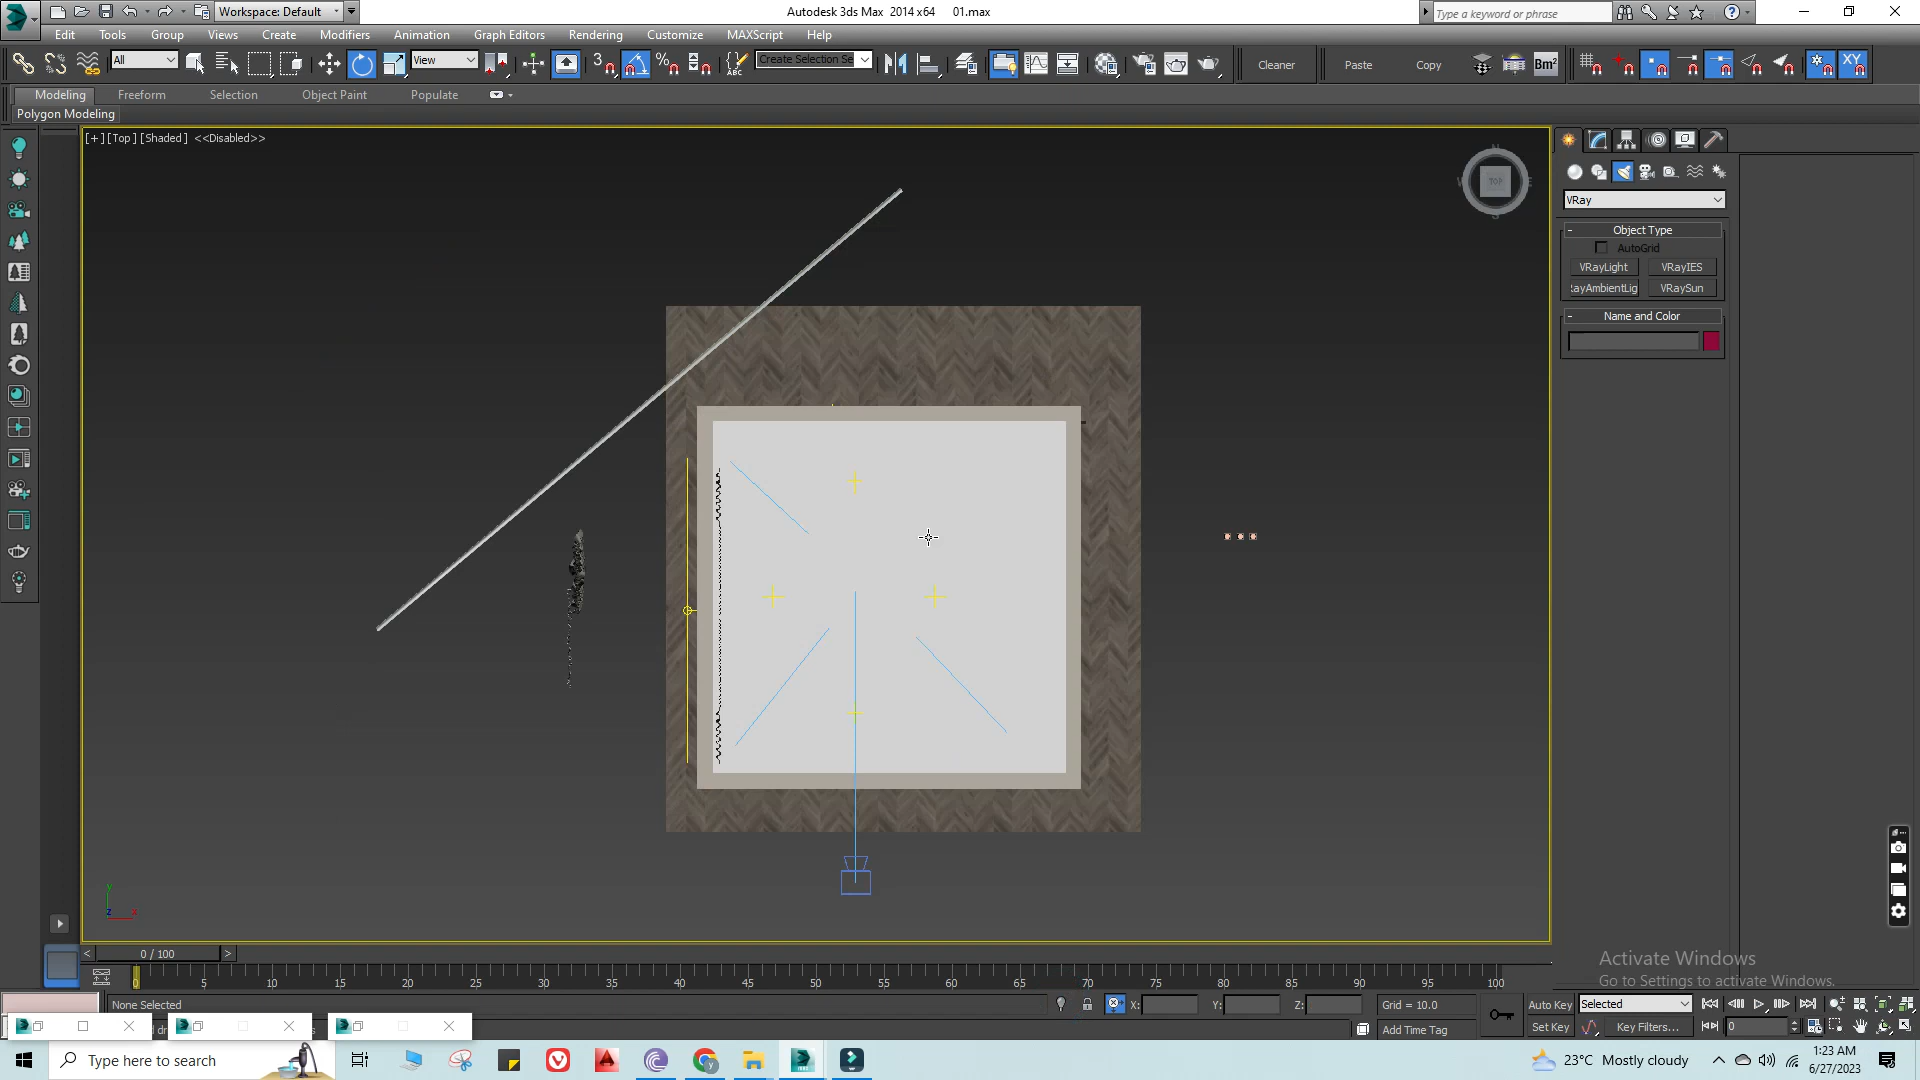 Workspace: Default
Autodesk 3ds Max 2014 x64 01.max
Type a keyword or phrase
Edit Tools Group Views Create Modifiers Animation Graph Editors Rendering Customize MAXScript Help
All
View
3
Create Selection Se
Cleaner
Paste
Copy
Bm²
XY
Modeling Freeform Selection Object Paint Populate
Polygon Modeling
[+] [Top] [Shaded] <<Disabled>>
N
TOP
E
S
VRay
- Object Type
AutoGrid
VRayLight VRayIES
RayAmbientLig VRaySun
- Name and Color
y
z x
< 0 / 100 >
0 5 10 15 20 25 30 35 40 45 50 55 60 65 70 75 80 85 90 95 100
Activate Windows
Go to Settings to activate Windows.
None Selected
X: Y: Z: Grid = 10.0
Auto Key Selected
Add Time Tag
Set Key Key Filters... 0
Type here to search
23°C Mostly cloudy
1:23 AM
6/27/2023